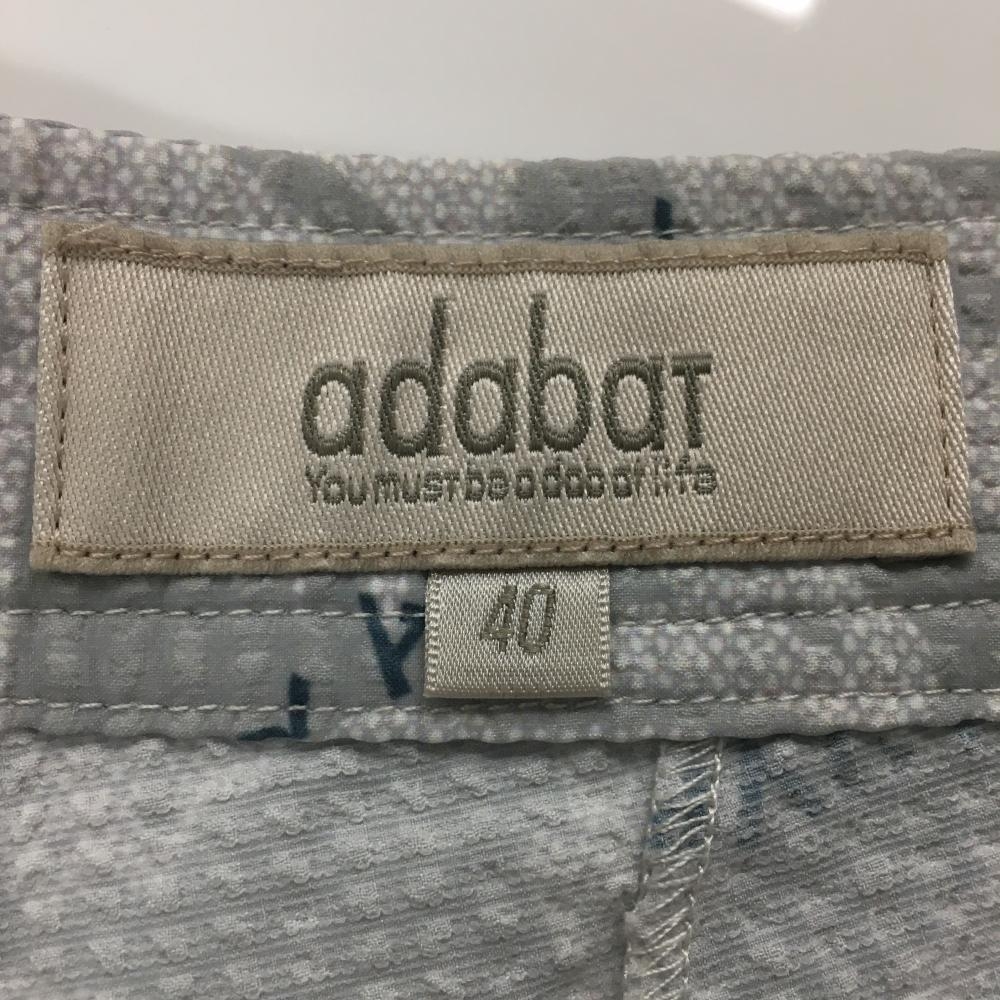 adabaT
You must be a dab of life
40